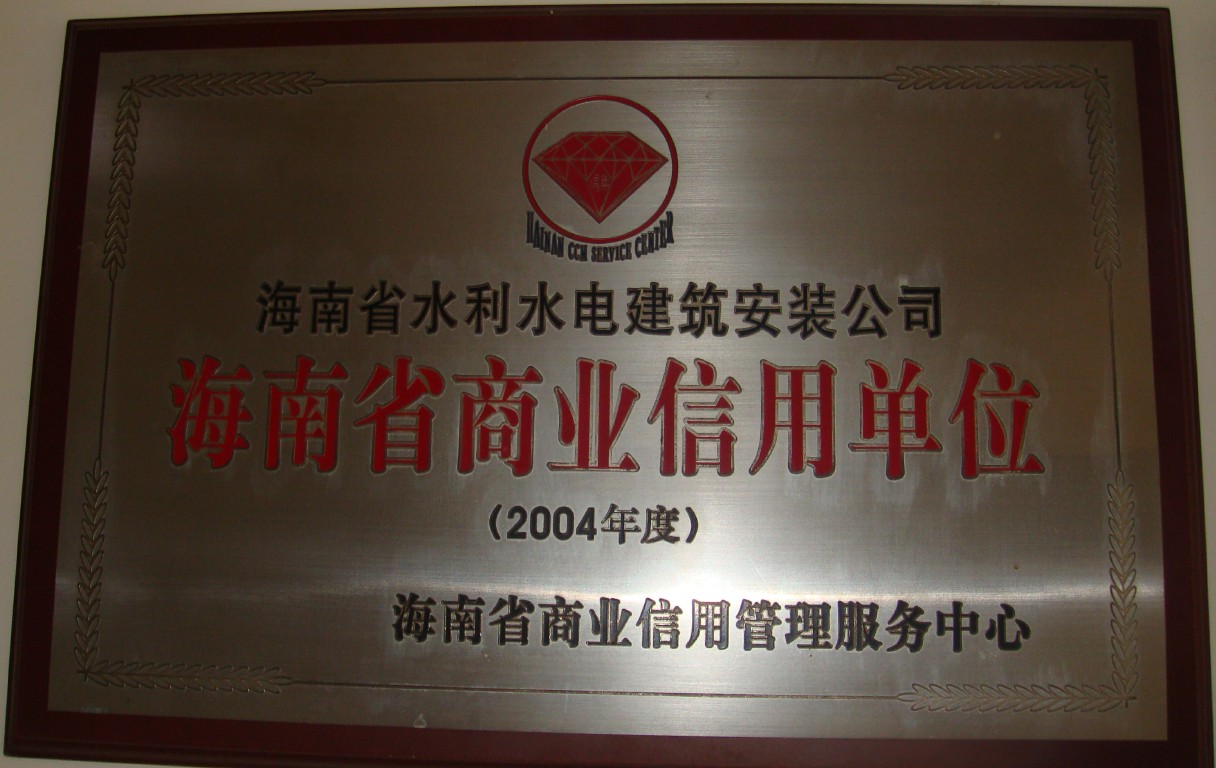 HAINAN CCM SERVICE CENTER
海南省水利水电建筑安装公司
海南省商业信用单位
(2004年度)
海南省商业信用管理服务中心